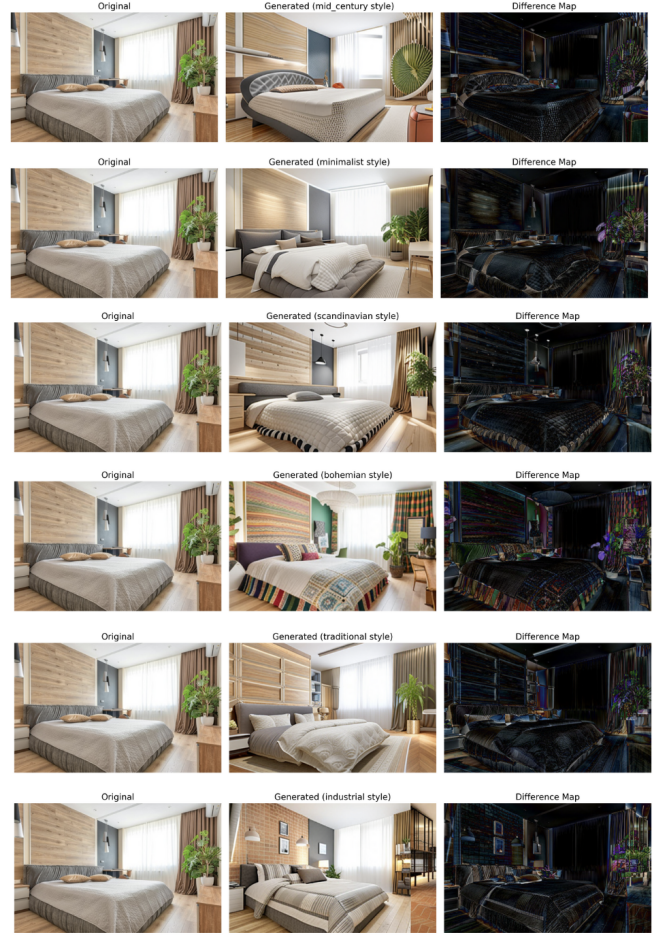 Original Generated (mid_century style) Difference Map
Original Generated (minimalist style) Difference Map
Original Generated (scandinavian style) Difference Map
Original Generated (bohemian style) Difference Map
Original Generated (traditional style) Difference Map
Original Generated (industrial style) Difference Map